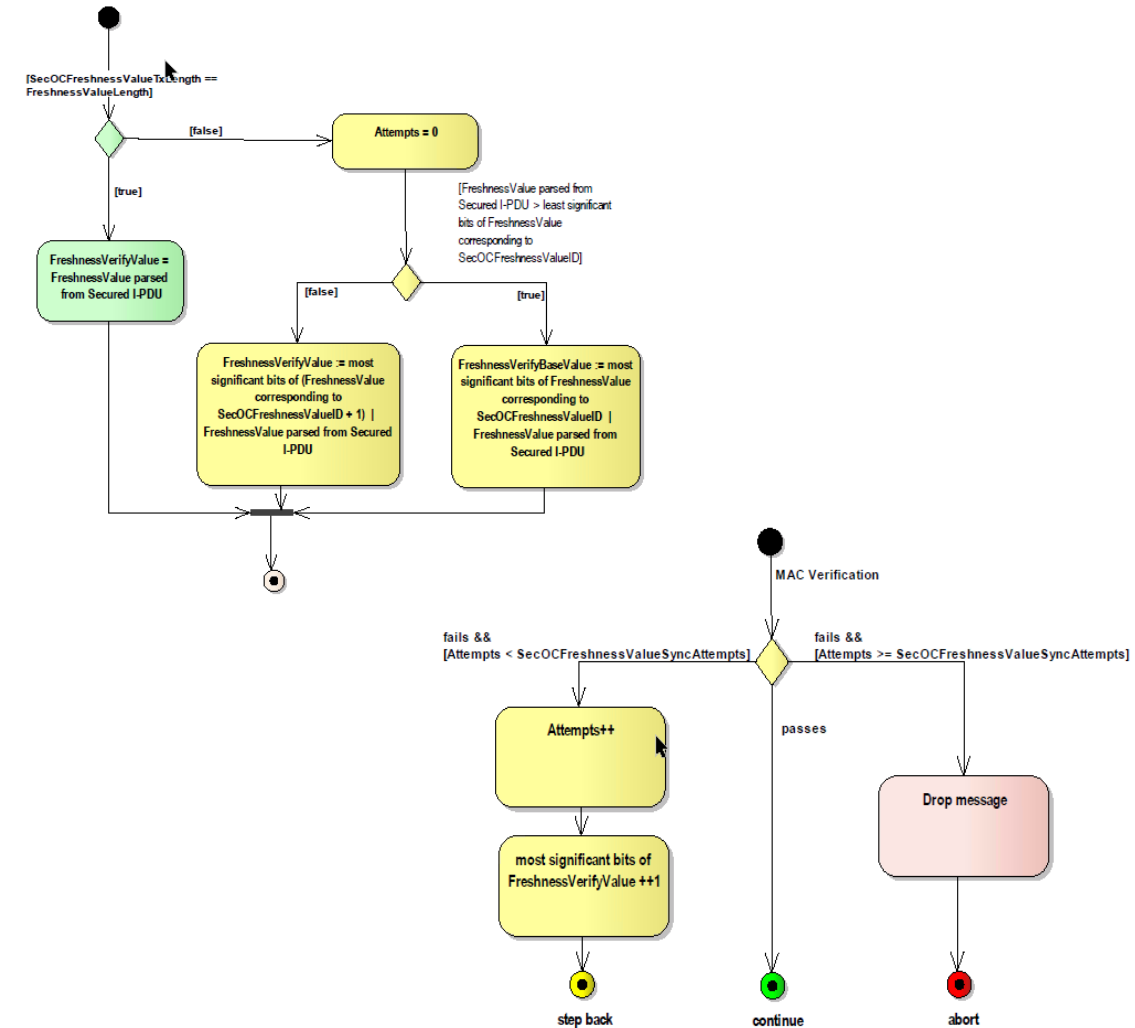 [SecOCFreshnessValueTxLength ==
FreshnessValueLength]
[false]
Attempts = 0
[true]
[FreshnessValue parsed from
Secured I-PDU > least significant
bits of FreshnessValue
corresponding to
SecOCFreshnessValueID]
FreshnessVerifyValue =
FreshnessValue parsed
from Secured I-PDU
[false]
[true]
FreshnessVerifyValue := most
significant bits of (FreshnessValue
corresponding to
SecOCFreshnessValueID + 1) |
FreshnessValue parsed from Secured
I-PDU
FreshnessVerifyBaseValue := most
significant bits of FreshnessValue
corresponding to
SecOCFreshnessValueID |
FreshnessValue parsed from
Secured I-PDU
MAC Verification
fails &&
[Attempts < SecOCFreshnessValueSyncAttempts]
fails &&
[Attempts >= SecOCFreshnessValueSyncAttempts]
Attempts++
passes
Drop message
most significant bits of
FreshnessVerifyValue ++1
step back
continue
abort